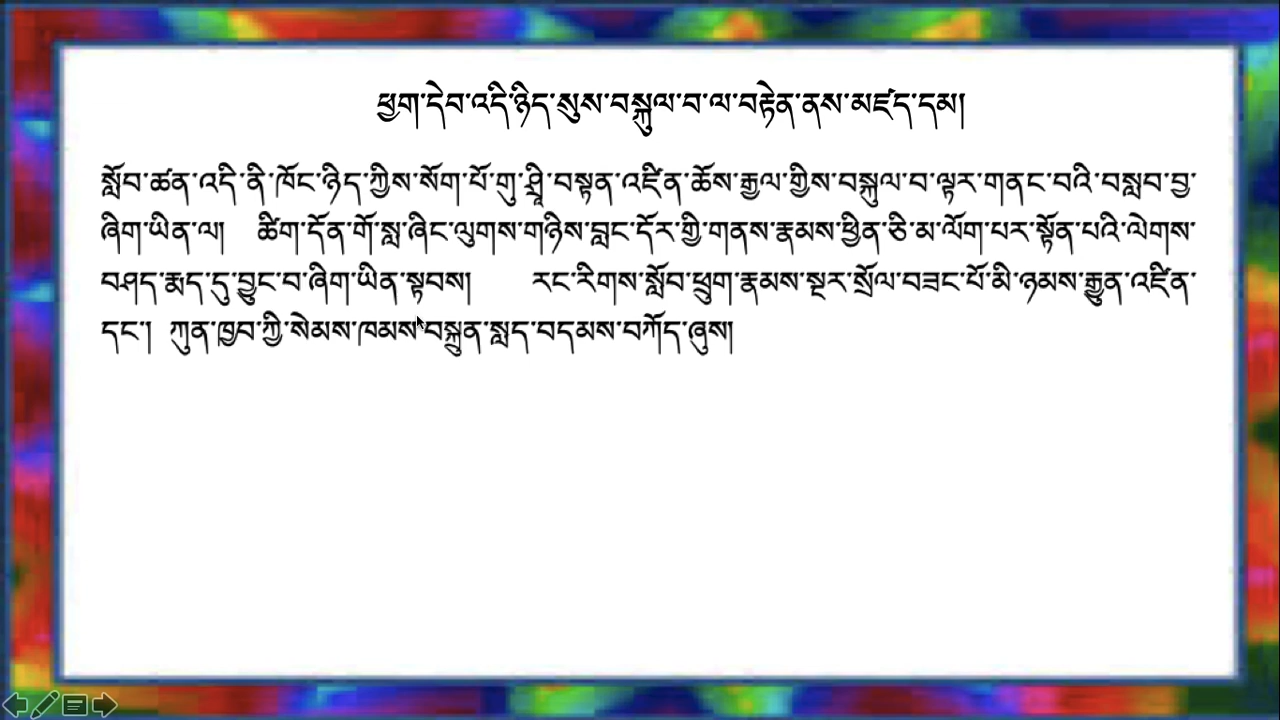 ཕྱག་དེབ་འདི་ཉིད་སུས་བསྐུལ་བ་ལ་བརྟེན་ནས་མཛད་དམ།
སློབ་ཚན་འདི་ནི་ཁོང་ཉིད་ཀྱིས་སོག་པོ་གུ་ཤྲཱི་བསྟན་འཛིན་ཆོས་རྒྱལ་གྱིས་བསྐུལ་བ་ལྟར་གནང་བའི་བསླབ་བྱ་
ཞིག་ཡིན་ལ།   ཚིག་དོན་གོ་སླ་ཞིང་ལུགས་གཉིས་བླང་དོར་གྱི་གནས་རྣམས་ཕྱིན་ཅི་མ་ལོག་པར་སྟོན་པའི་ལེགས་
བཤད་རྨད་དུ་བྱུང་བ་ཞིག་ཡིན་སྟབས།     རང་རིགས་སློབ་ཕྲུག་རྣམས་སྔར་སྲོལ་བཟང་པོ་མི་ཉམས་རྒྱུན་འཛིན་
དང་། ཀུན་ཁྱབ་ཀྱི་སེམས་ཁམས་བསྐྲུན་སླད་བདམས་བཀོད་ཞུས།